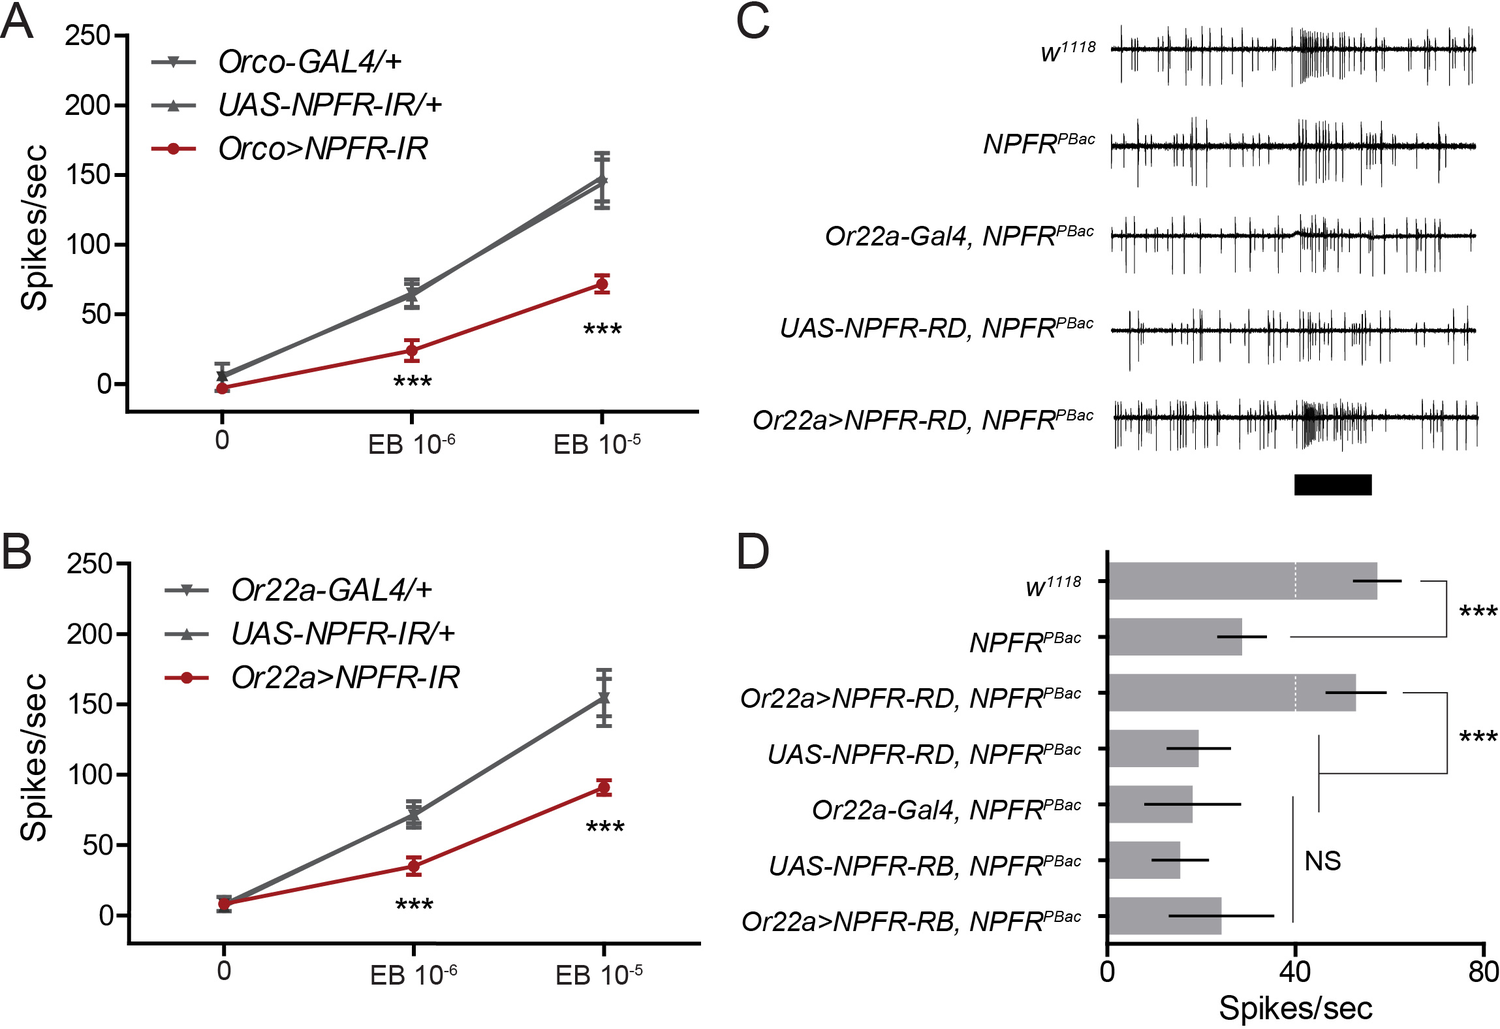 A
250
200
150
100
50
0
Spikes/sec
Orco-GAL4/+
UAS-NPFR-IR/+
Orco>NPFR-IR
***
***
0
EB 10-6
EB 10-5
B
250
200
150
100
50
0
Spikes/sec
Or22a-GAL4/+
UAS-NPFR-IR/+
Or22a>NPFR-IR
***
***
0
EB 10-6
EB 10-5
C
w1118
NPFRPBac
Or22a-Gal4, NPFRPBac
UAS-NPFR-RD, NPFRPBac
Or22a>NPFR-RD, NPFRPBac
D
w1118
NPFRPBac
Or22a>NPFR-RD, NPFRPBac
UAS-NPFR-RD, NPFRPBac
Or22a-Gal4, NPFRPBac
UAS-NPFR-RB, NPFRPBac
Or22a>NPFR-RB, NPFRPBac
***
***
NS
0
40
80
Spikes/sec